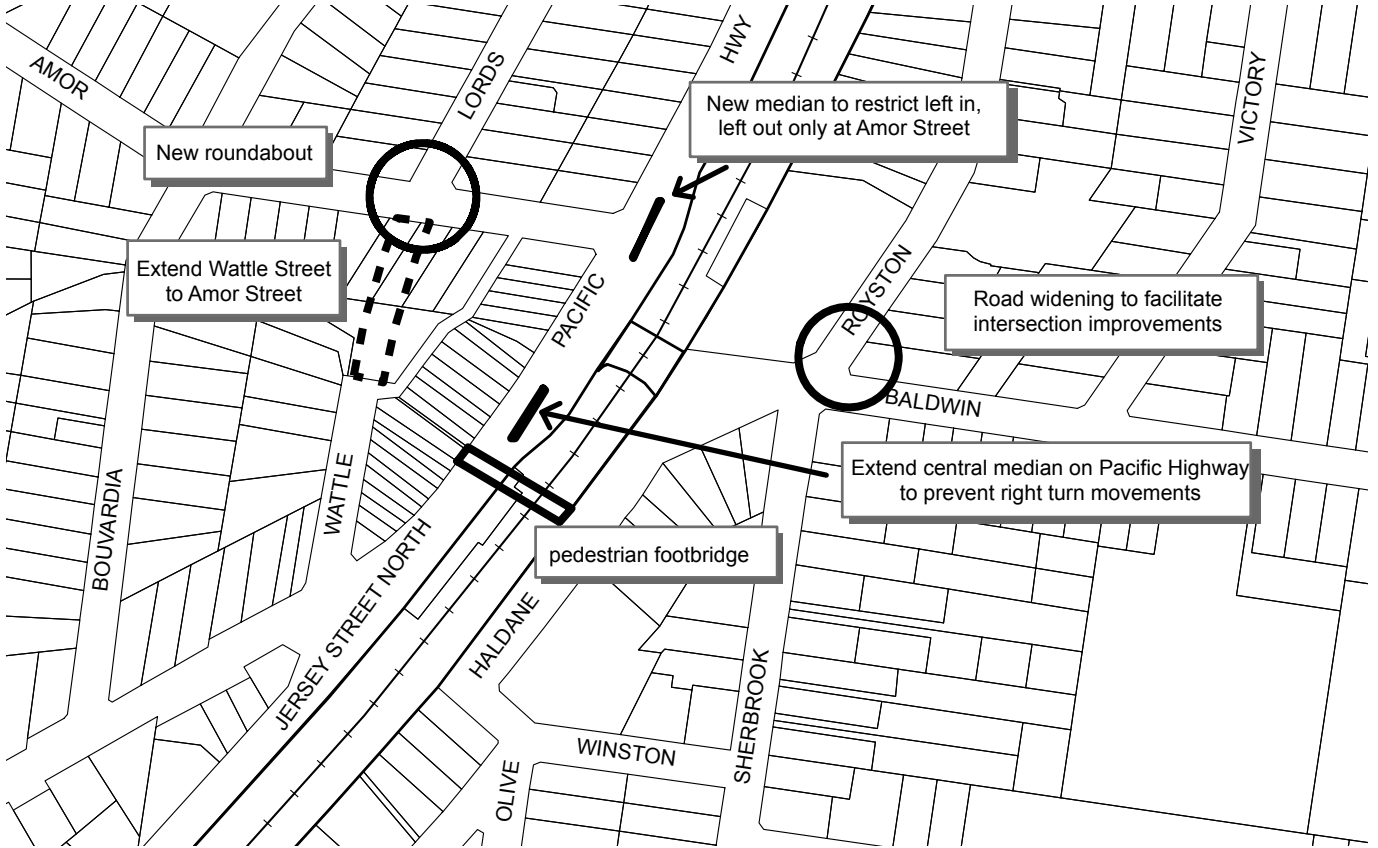 AMOR
LORDS
HWY
VICTORY
New median to restrict left in,
left out only at Amor Street
New roundabout
Extend Wattle Street
to Amor Street
PACIFIC
ROYSTON
Road widening to facilitate
intersection improvements
BALDWIN
BOUVARDIA
WATTLE
Extend central median on Pacific Highway
to prevent right turn movements
pedestrian footbridge
JERSEY STREET NORTH
HALDANE
SHERBROOK
WINSTON
OLIVE